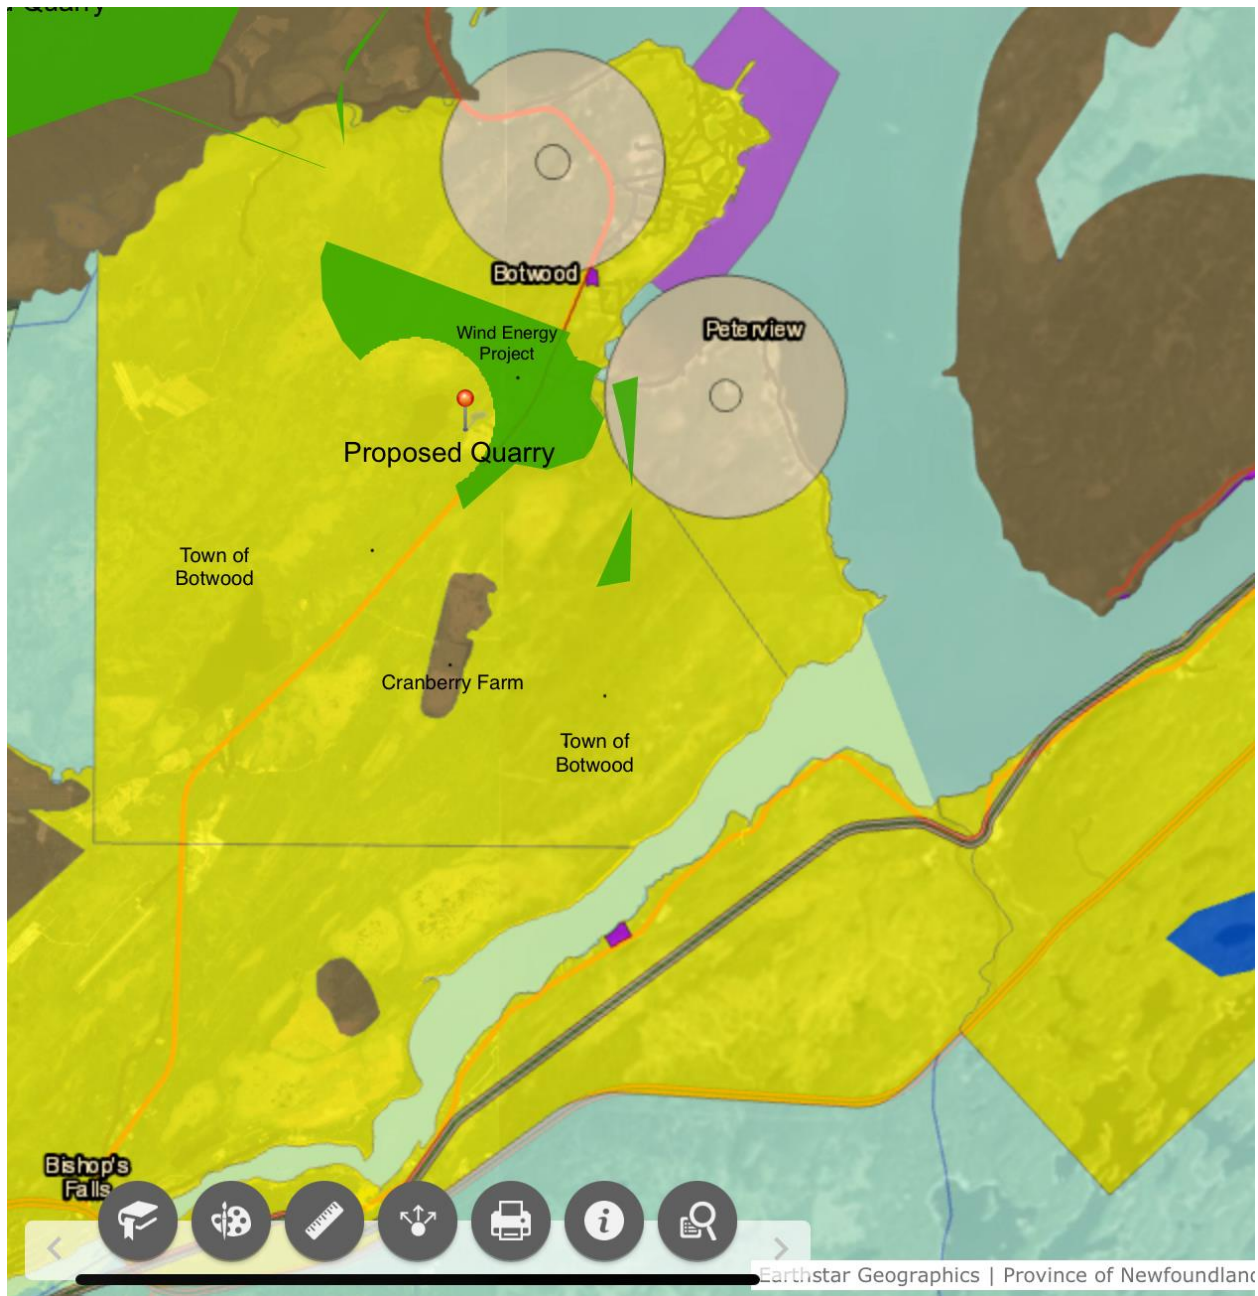 Quarry
Botwood
Peterview
Wind Energy
Project
Proposed Quarry
Town of
Botwood
Cranberry Farm
Town of
Botwood
Bishop's
Falls
Earthstar Geographics | Province of Newfoundland